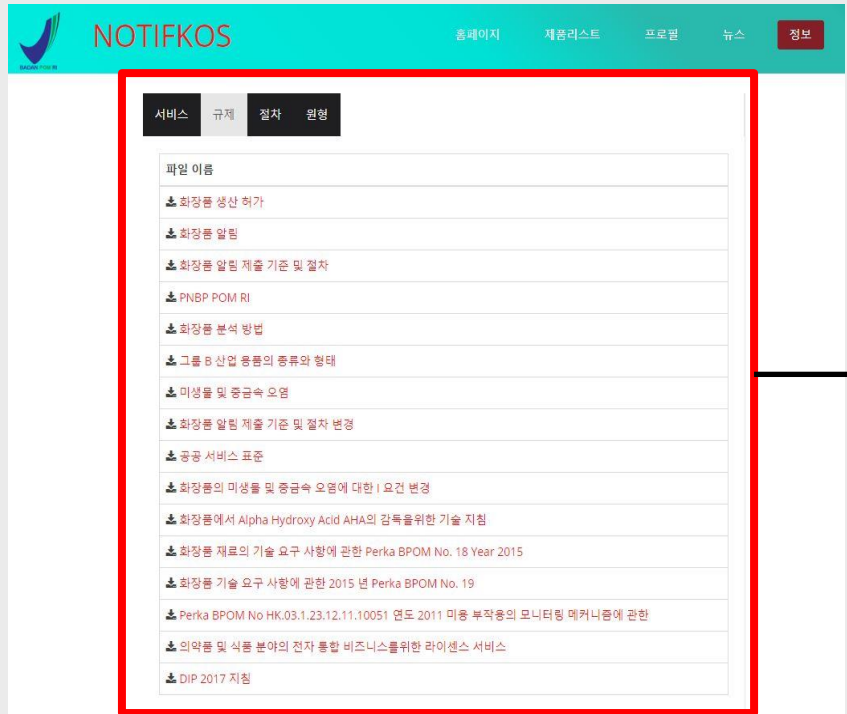 NOTIFKOS
홈페이지 제품리스트 프로필 뉴스 정보
BADAN POM RI
서비스 규제 절차 원형
파일 이름
화장품 생산 허가
화장품 알림
화장품 알림 제출 기준 및 절차
PNBP POM RI
화장품 분석 방법
그룹 B 산업 용품의 종류와 형태
미생물 및 중금속 오염
화장품 알림 제출 기준 및 절차 변경
공공 서비스 표준
화장품의 미생물 및 중금속 오염에 대한 I 요건 변경
화장품에서 Alpha Hydroxy Acid AHA의 감독을위한 기술 지침
화장품 재료의 기술 요구 사항에 관한 Perka BPOM No. 18 Year 2015
화장품 기술 요구 사항에 관한 2015 년 Perka BPOM No. 19
Perka BPOM No HK.03.1.23.12.11.10051 연도 2011 미용 부작용의 모니터링 메커니즘에 관한
의약품 및 식품 분야의 전자 통합 비즈니스를위한 라이센스 서비스
DIP 2017 지침